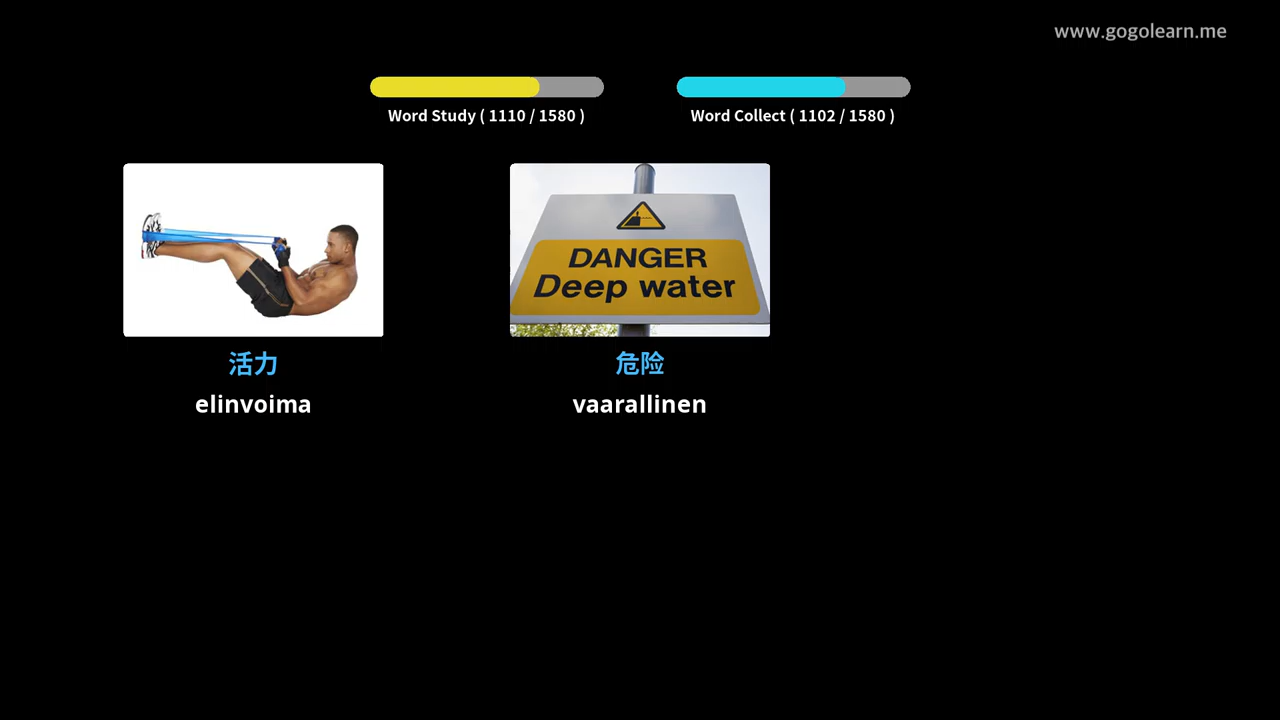 www.gogolearn.me
Word Study ( 1110 / 1580 )
Word Collect ( 1102 / 1580 )
DANGER
Deep water
活力
危险
elinvoima
vaarallinen